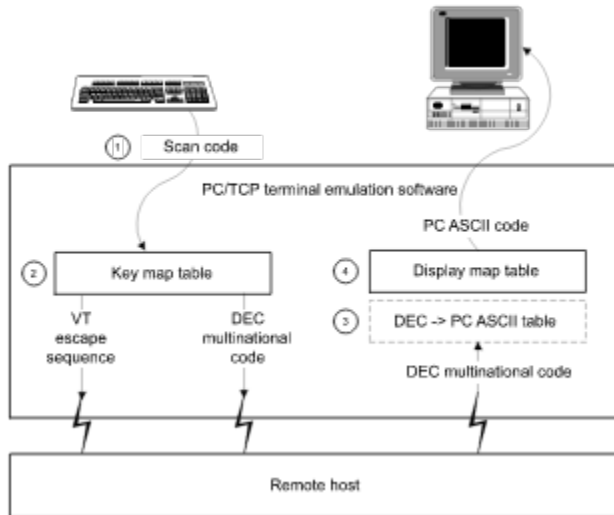 1 Scan code
PC/TCP terminal emulation software
PC ASCII code
2 Key map table
4 Display map table
VT
escape
sequence
DEC
multinational
code
3 DEC -> PC ASCII table
DEC multinational code
Remote host